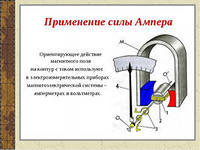 Применение силы Ампера
Ориентирующее действие
магнитного поля
на контур с током используют
в электроизмерительных приборах
магнитоэлектрической системы –
амперметрах и вольтметрах.